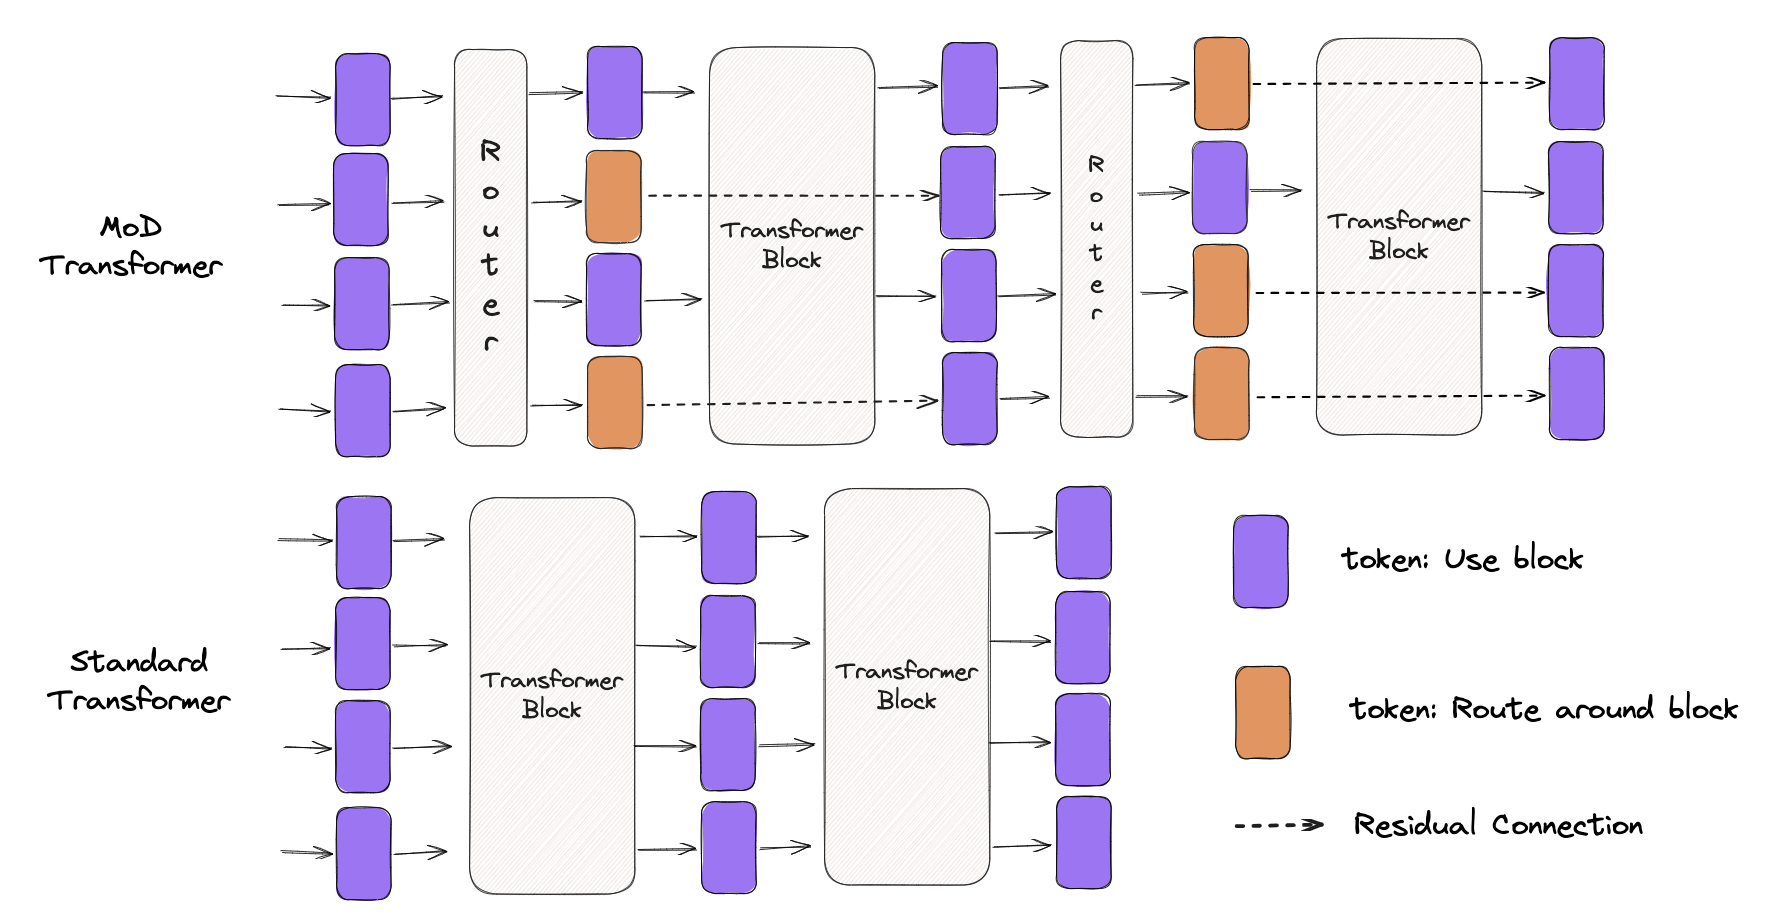 MoD
Transformer
Router
Transformer
Block
Router
Transformer
Block
Standard
Transformer
Transformer
Block
Transformer
Block
token: Use block
token: Route around block
Residual Connection